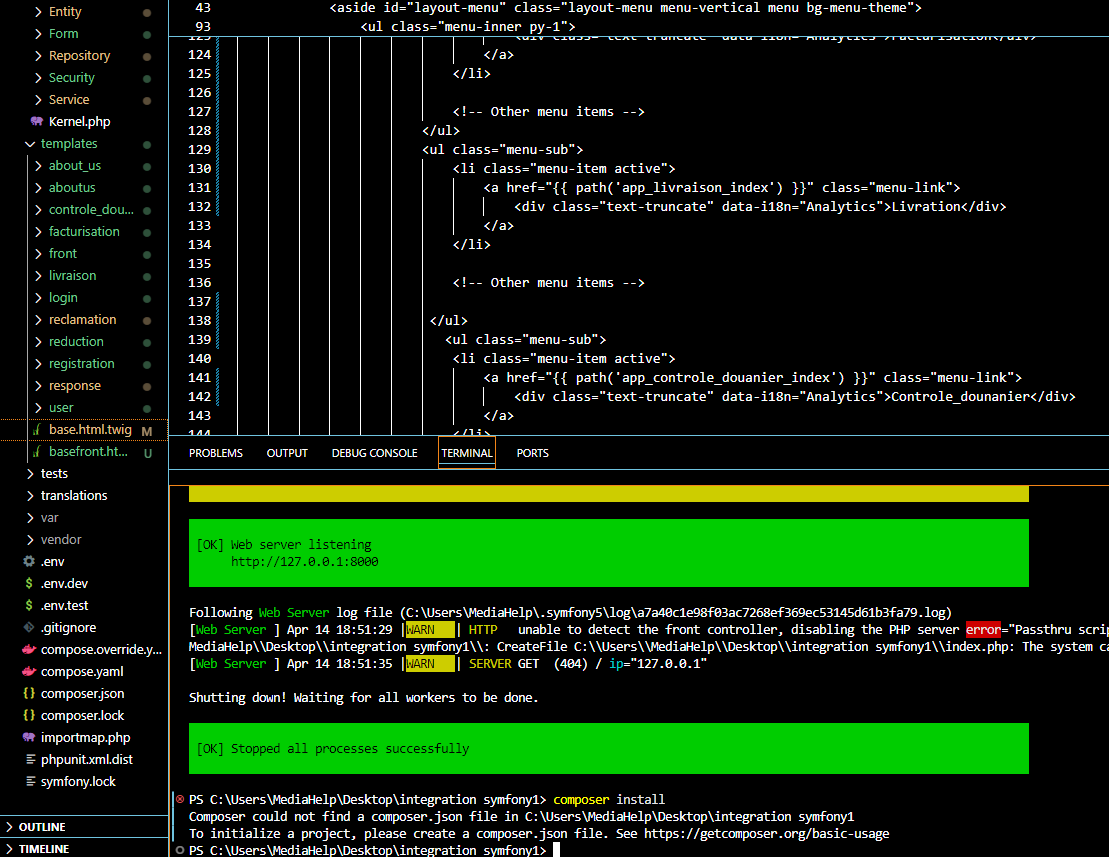 Entity
Form
Repository
Security
Service
Kernel.php
templates
about_us
aboutus
controle_dou...
facturisation
front
livraison
login
reclamation
reduction
registration
response
user
base.html.twig M
basefront.ht... U
tests
translations
var
vendor
.env
.env.dev
.env.test
.gitignore
compose.override.y...
compose.yaml
composer.json
composer.lock
importmap.php
phpunit.xml.dist
symfony.lock
OUTLINE
TIMELINE
43 <aside id="layout-menu" class="layout-menu menu-vertical menu bg-menu-theme">
93 <ul class="menu-inner py-1">
123 <div class="text-truncate" data-i18n="Analytics">Facturisation</div>
124 </a>
125 </li>
126
127 <!-- Other menu items -->
128 </ul>
129 <ul class="menu-sub">
130 <li class="menu-item active">
131 <a href="{{ path('app_livraison_index') }}" class="menu-link">
132 <div class="text-truncate" data-i18n="Analytics">Livration</div>
133 </a>
134 </li>
135
136 <!-- Other menu items -->
137
138 </ul>
139 <ul class="menu-sub">
140 <li class="menu-item active">
141 <a href="{{ path('app_controle_douanier_index') }}" class="menu-link">
142 <div class="text-truncate" data-i18n="Analytics">Controle_dounanier</div>
143 </a>
144 </li>
PROBLEMS OUTPUT DEBUG CONSOLE TERMINAL PORTS
[OK] Web server listening
http://127.0.0.1:8000
Following Web Server log file (C:\Users\MediaHelp\.symfony5\log\a7a40c1e98f03ac7268ef369ec53145d61b3fa79.log)
[Web Server ] Apr 14 18:51:29 |WARN | HTTP unable to detect the front controller, disabling the PHP server error="Passthru scrip
MediaHelp\\Desktop\\integration symfony1\\: CreateFile C:\\Users\\MediaHelp\\Desktop\\integration symfony1\\index.php: The system ca
[Web Server ] Apr 14 18:51:35 |WARN | SERVER GET (404) / ip="127.0.0.1"
Shutting down! Waiting for all workers to be done.
[OK] Stopped all processes successfully
PS C:\Users\MediaHelp\Desktop\integration symfony1> composer install
Composer could not find a composer.json file in C:\Users\MediaHelp\Desktop\integration symfony1
To initialize a project, please create a composer.json file. See https://getcomposer.org/basic-usage
PS C:\Users\MediaHelp\Desktop\integration symfony1>